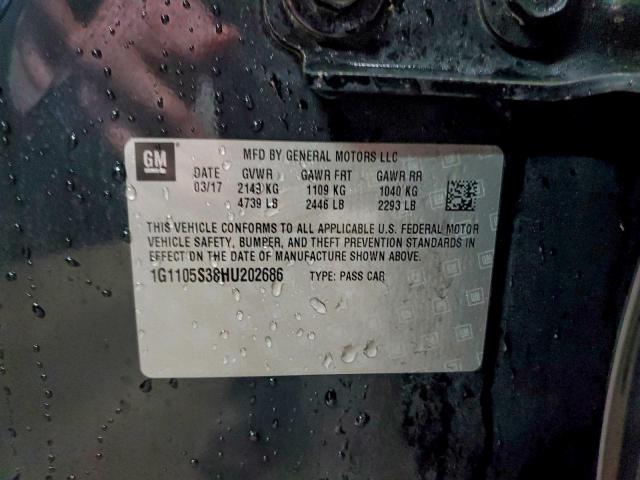 GM
MFD BY GENERAL MOTORS LLC
DATE GVWR GAWR FRT GAWR RR
03/17 2143 KG 1109 KG 1040 KG
4739 LB 2446 LB 2293 LB
THIS VEHICLE CONFORMS TO ALL APPLICABLE U.S. FEDERAL MOTOR
VEHICLE SAFETY, BUMPER, AND THEFT PREVENTION STANDARDS IN
EFFECT ON THE DATE OF MANUFACTURE SHOWN ABOVE.
1G1105S38HU202686 TYPE: PASS CAR